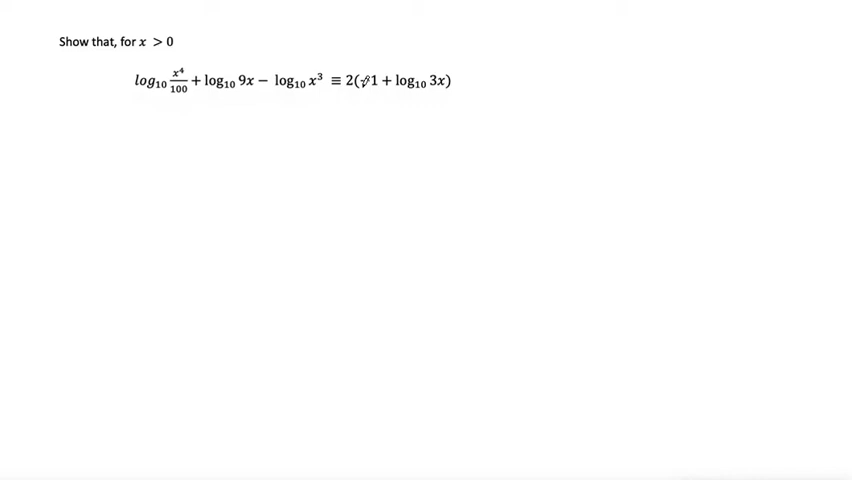 Show that, for x > 0
log₁₀ x⁴/100 + log₁₀ 9x − log₁₀ x³ ≡ 2(1 + log₁₀ 3x)